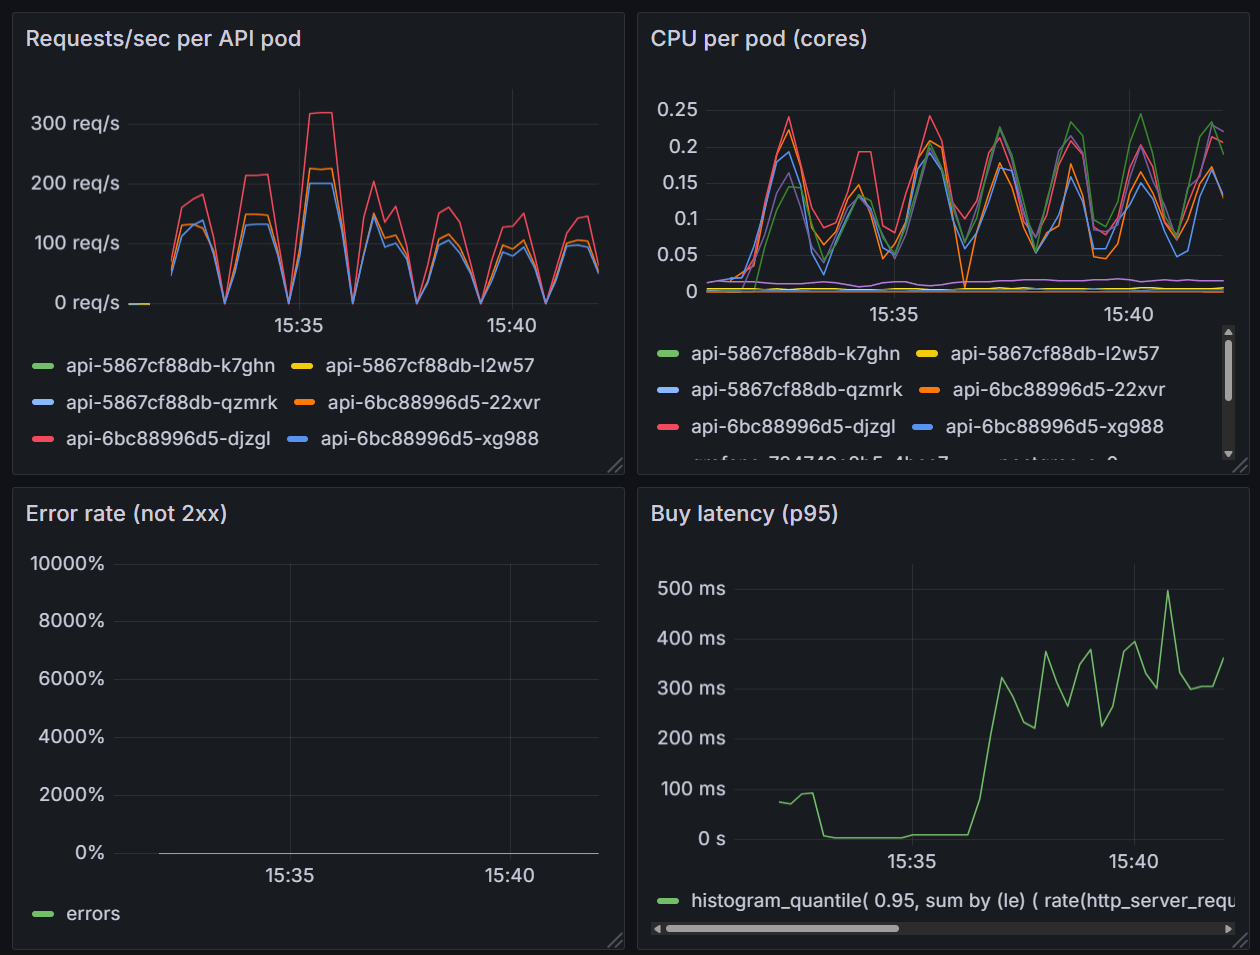 Requests/sec per API pod
300 req/s
200 req/s
100 req/s
0 req/s
15:35
15:40
api-5867cf88db-k7ghn
api-5867cf88db-l2w57
api-5867cf88db-qzmrk
api-6bc88996d5-22xvr
api-6bc88996d5-djzgl
api-6bc88996d5-xg988
CPU per pod (cores)
0.25
0.2
0.15
0.1
0.05
0
15:35
15:40
api-5867cf88db-k7ghn
api-5867cf88db-l2w57
api-5867cf88db-qzmrk
api-6bc88996d5-22xvr
api-6bc88996d5-djzgl
api-6bc88996d5-xg988
Error rate (not 2xx)
10000%
8000%
6000%
4000%
2000%
0%
15:35
15:40
errors
Buy latency (p95)
500 ms
400 ms
300 ms
200 ms
100 ms
0 s
15:35
15:40
histogram_quantile( 0.95, sum by (le) ( rate(http_server_requ